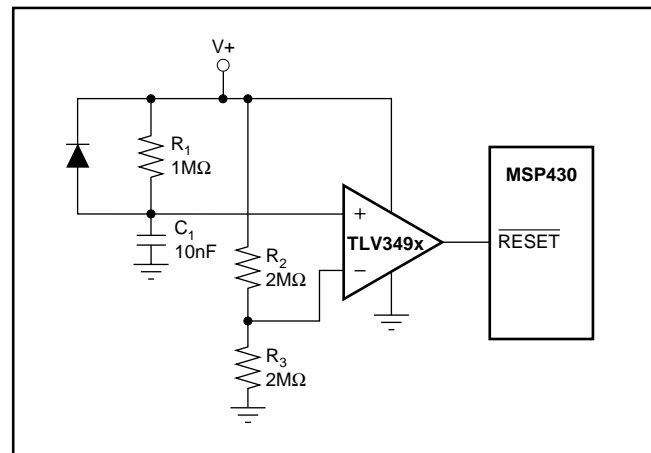 V+
R₁
1MΩ
MSP430
+
TLV349x
RESET
C₁
10nF
R₂
2MΩ
−
R₃
2MΩ